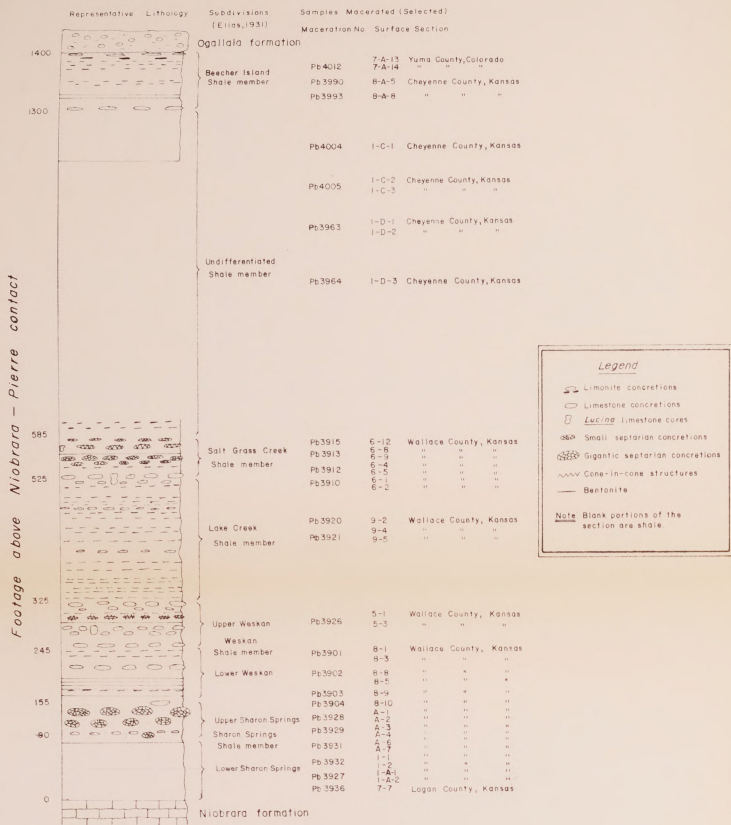 Representative Lithology Subdivisions Samples Macerated (Selected)
(Elias, 1931) Maceration No. Surface Section
Ogallala formation
1400
7-A-13 Yuma County, Colorado
Pb 4012 7-A-14 " " "
Beecher Island
Shale member
Pb3990 8-A-5 Cheyenne County, Kansas
Pb3993 8-A-8 " " "
1300
Pb4004 1-C-1 Cheyenne County, Kansas
1-C-2 Cheyenne County, Kansas
Pb4005 1-C-3 " " "
1-D-1 Cheyenne County, Kansas
Pb3963 1-D-2 " " "
Undifferentiated
Shale member
Pb3964 1-D-3 Cheyenne County, Kansas
Footage above Niobrara - Pierre contact
585
Salt Grass Creek
Shale member
Pb3915 6-12 Wallace County, Kansas
6-8 " " "
Pb3913 6-9 " " "
6-4 " " "
Pb3912 6-5 " " "
525
Pb3910 6-1 " " "
6-2 " " "
Lake Creek
Shale member
Pb3920 9-2 Wallace County, Kansas
9-4 " " "
Pb3921 9-5 " " "
325
Upper Weskan
5-1 Wallace County, Kansas
Pb3926 5-3 " " "
Weskan
Shale member
245
8-1 Wallace County, Kansas
Pb3901 8-3 " " "
Lower Weskan
Pb3902 8-8 " " "
8-5 " " "
Pb3903 8-9 " " "
155
Pb3904 8-10 " " "
A-1 " " "
Upper Sharon Springs Pb3928 A-2 " " "
A-3 " " "
Pb3929 A-4 " " "
90
Sharon Springs
Shale member
A-6 " " "
Pb 3931 A-7 " " "
1-1 " " "
Pb 3932 1-2 " " "
Lower Sharon Springs
1-A-1 " " "
Pb 3927 1-A-2 " " "
Pb 3936 7-7 Logan County, Kansas
0
Niobrara formation
Legend
Limonite concretions
Limestone concretions
Lucina limestone cores
Small septarian concretions
Gigantic septarian concretions
Cone-in-cone structures
Bentonite
Note Blank portions of the
section are shale.